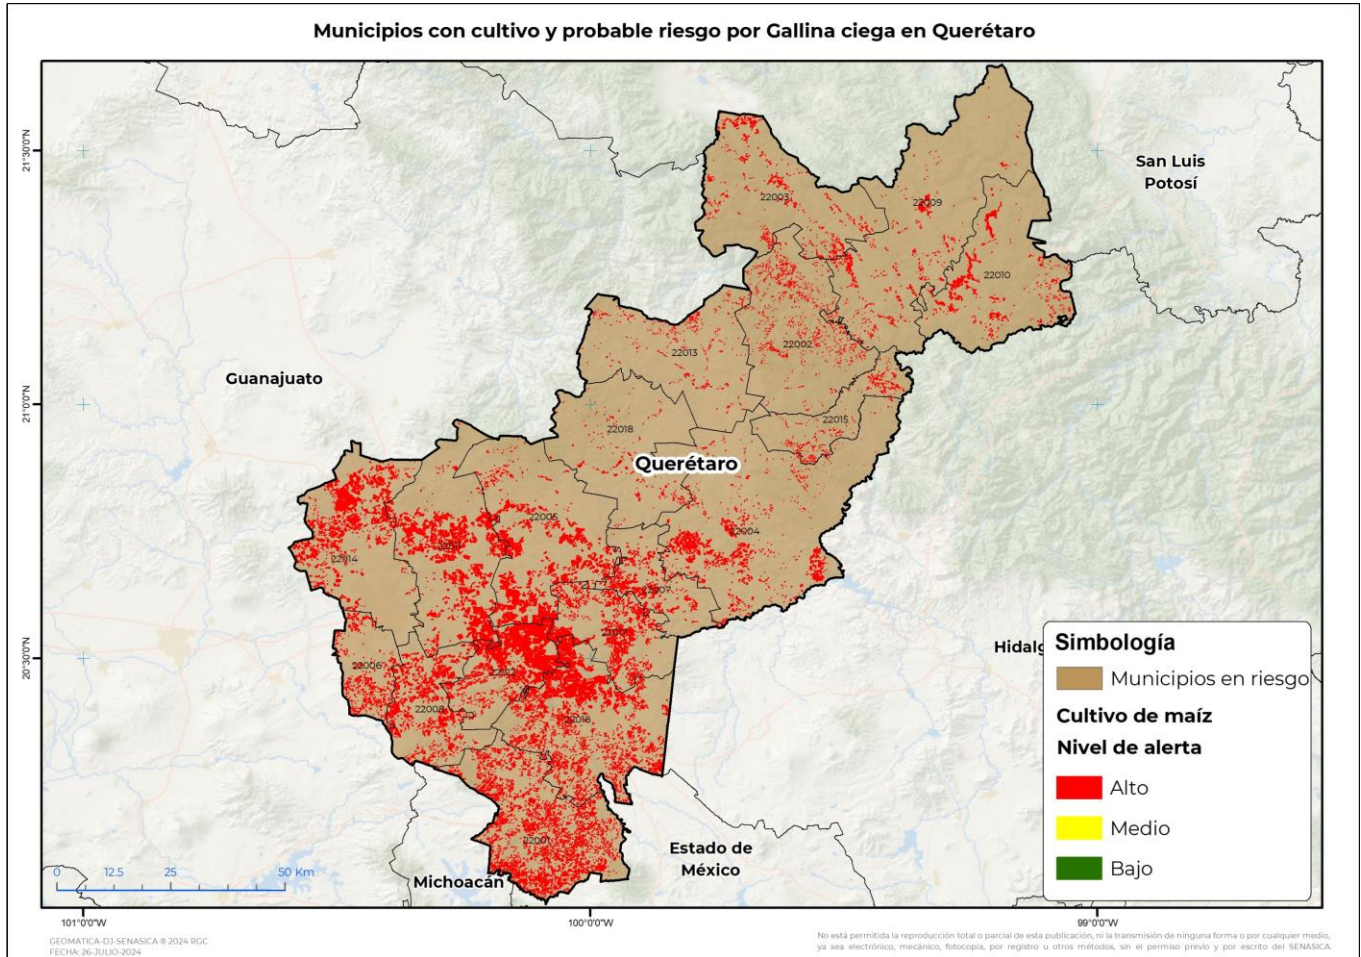 Municipios con cultivo y probable riesgo por Gallina ciega en Querétaro
21°30'0"N
21°0'0"N
20°30'0"N
San Luis
Potosí
22003
22009
22010
22013
22002
Guanajuato
22018
22015
Querétaro
22005
22004
22014
22007
22017
22006
22008
22016
22001
Hidalg
Estado de
México
Michoacán
Simbología
Municipios en riesgo
Cultivo de maíz
Nivel de alerta
Alto
Medio
Bajo
0 12.5 25 50 Km
101°0'0"W
100°0'0"W
99°0'0"W
GEOMATICA-DJ-SENASICA ® 2024 RGC
FECHA: 26-JULIO-2024
No está permitida la reproducción total o parcial de esta publicación, ni la transmisión de ninguna forma o por cualquier medio,
ya sea electrónico, mecánico, fotocopia, por registro u otros métodos, sin el permiso previo y por escrito del SENASICA.